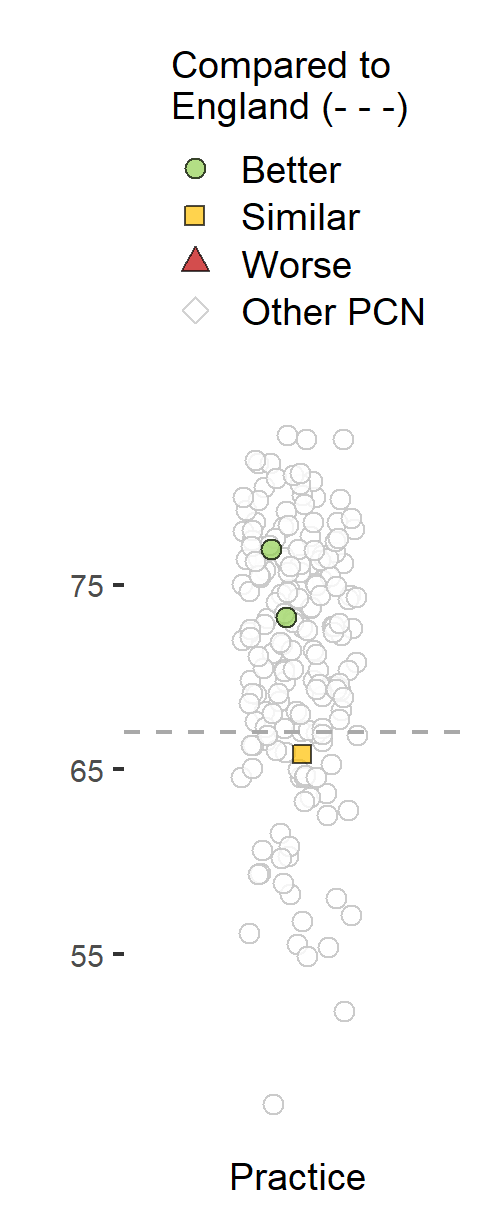 Compared to
England (- - -)
Better
Similar
Worse
Other PCN
75
65
55
Practice